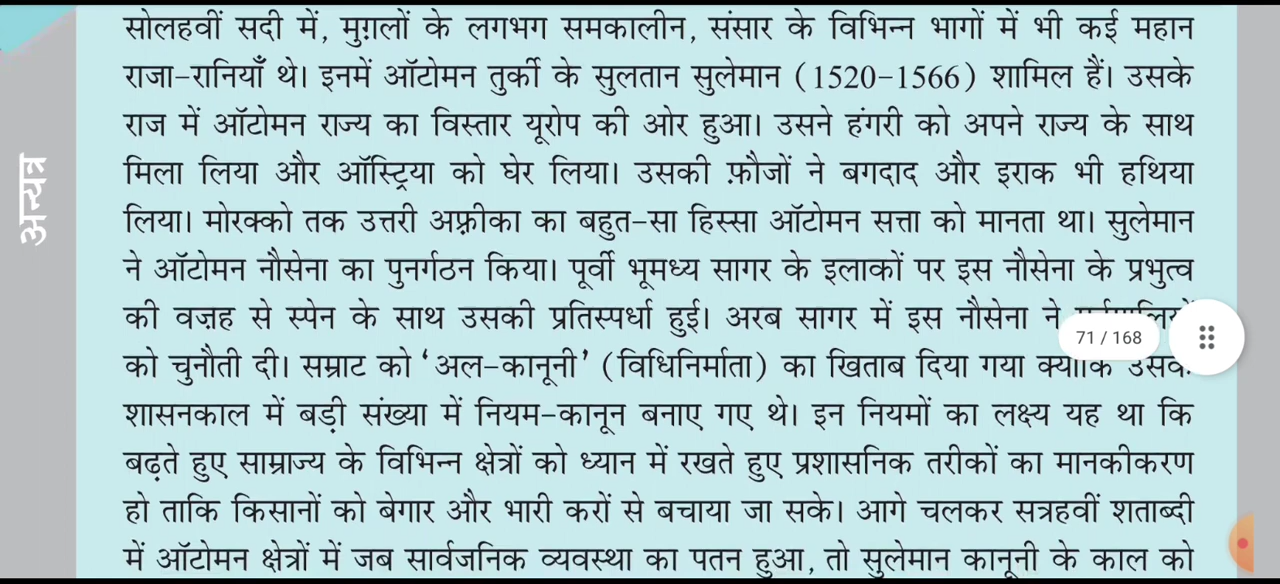 सोलहवीं सदी में, मुग़लों के लगभग समकालीन, संसार के विभिन्न भागों में भी कई महान
राजा-रानियाँ थे। इनमें ऑटोमन तुर्की के सुलतान सुलेमान (1520-1566) शामिल हैं। उसके
राज में ऑटोमन राज्य का विस्तार यूरोप की ओर हुआ। उसने हंगरी को अपने राज्य के साथ
मिला लिया और ऑस्ट्रिया को घेर लिया। उसकी फ़ौजों ने बगदाद और इराक भी हथिया
लिया। मोरक्को तक उत्तरी अफ़्रीका का बहुत-सा हिस्सा ऑटोमन सत्ता को मानता था। सुलेमान
ने ऑटोमन नौसेना का पुनर्गठन किया। पूर्वी भूमध्य सागर के इलाकों पर इस नौसेना के प्रभुत्व
की वज़ह से स्पेन के साथ उसकी प्रतिस्पर्धा हुई। अरब सागर में इस नौसेना ने
71 / 168
को चुनौती दी। सम्राट को ‘अल-कानूनी’ (विधिनिर्माता) का खिताब दिया गया क्योंकि
शासनकाल में बड़ी संख्या में नियम-कानून बनाए गए थे। इन नियमों का लक्ष्य यह था कि
बढ़ते हुए साम्राज्य के विभिन्न क्षेत्रों को ध्यान में रखते हुए प्रशासनिक तरीकों का मानकीकरण
हो ताकि किसानों को बेगार और भारी करों से बचाया जा सके। आगे चलकर सत्रहवीं शताब्दी
में ऑटोमन क्षेत्रों में जब सार्वजनिक व्यवस्था का पतन हुआ, तो सुलेमान कानूनी के काल को
अन्यत्र